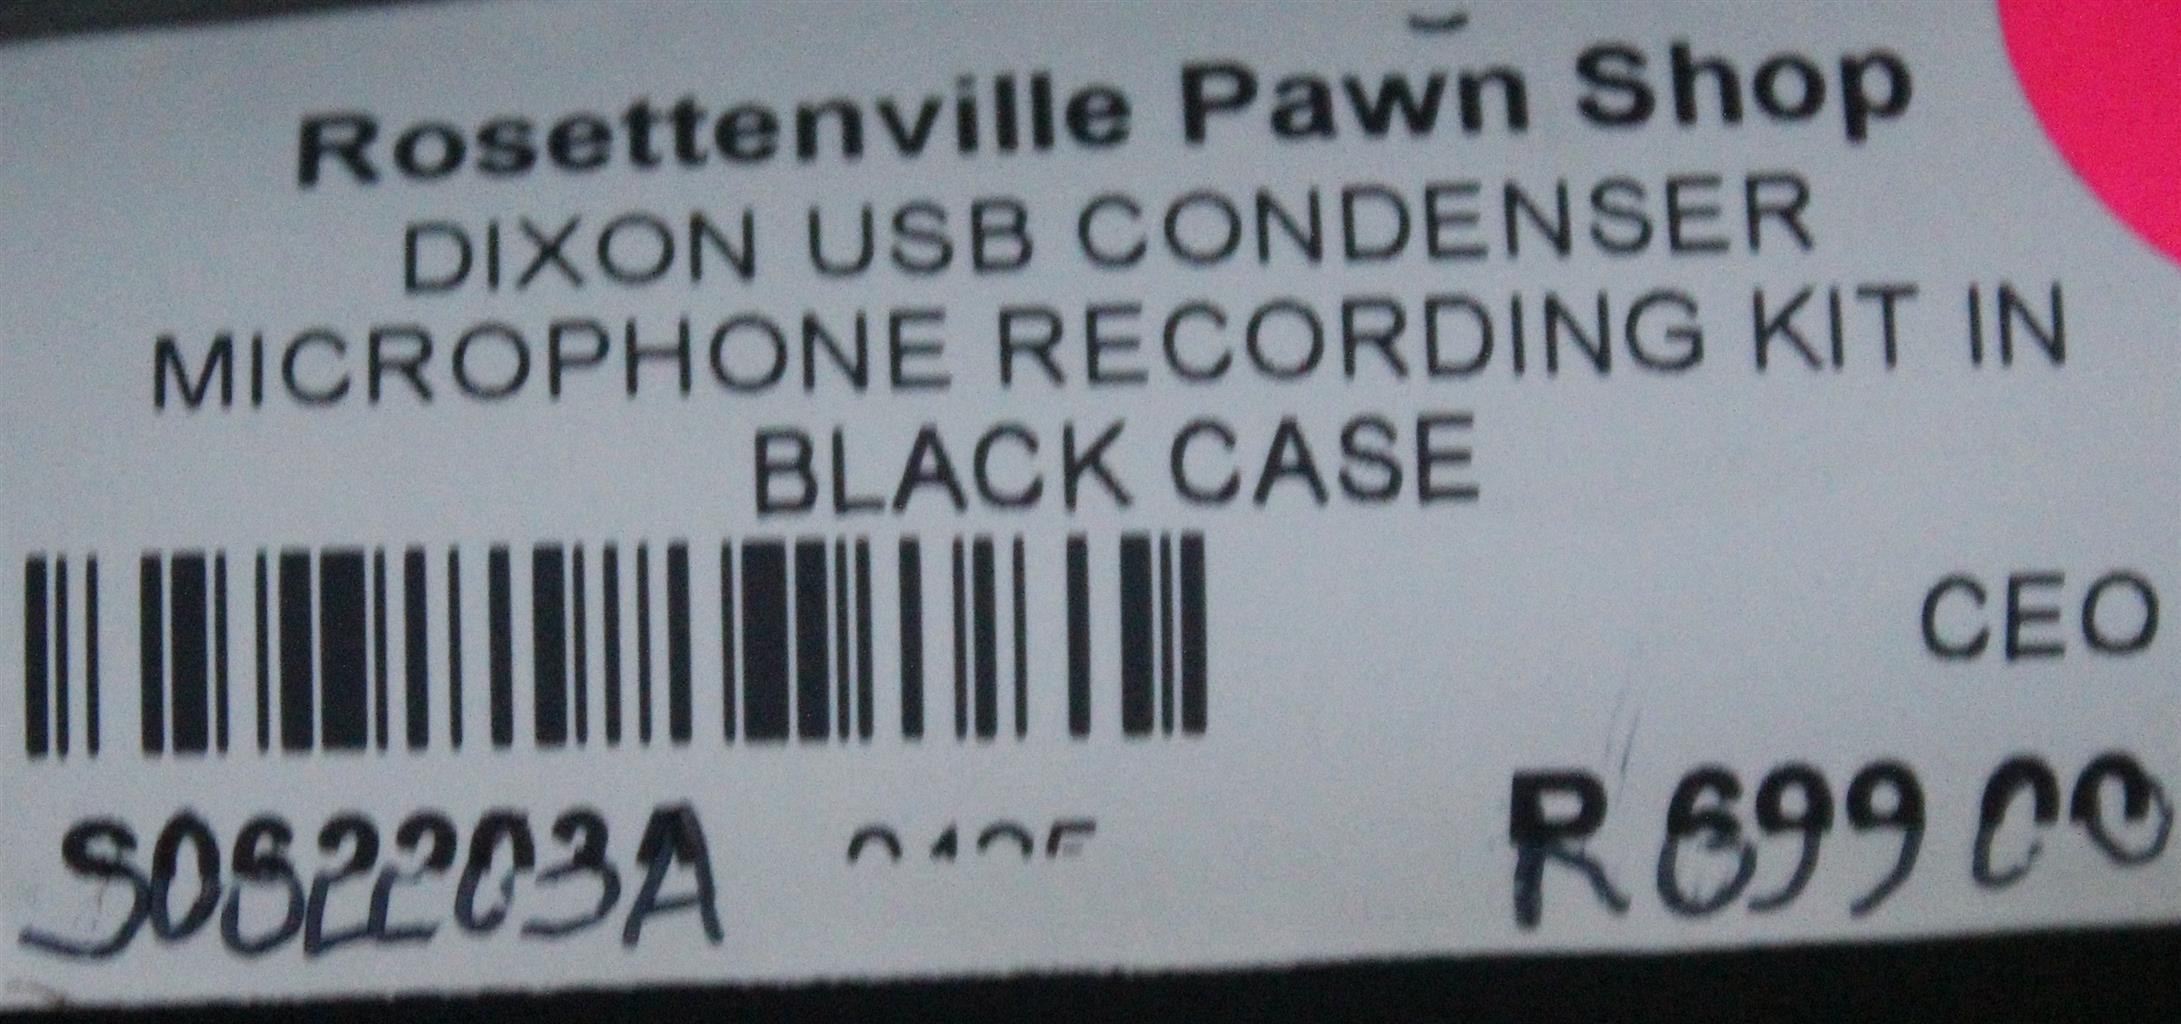 Rosettenville Pawn Shop
DIXON USB CONDENSER
MICROPHONE RECORDING KIT IN
BLACK CASE
CEO
S062203A R 699 00